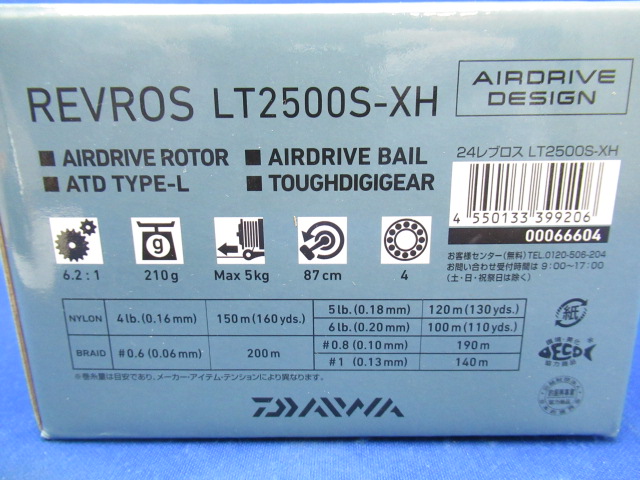 REVROS LT2500S-XH
AIRDRIVE
DESIGN
■ AIRDRIVE ROTOR ■ AIRDRIVE BAIL
■ ATD TYPE-L ■ TOUGHDIGIGEAR
24レブロス LT2500S-XH
4 550133 399206
00066604
お客様センター(無料)TEL.0120-506-204
お問い合わせ受付時間は 9:00〜17:00
(土・日・祝祭日は除く)
g
6.2:1 210g Max 5kg 87cm 4
NYLON 4lb.(0.16mm) 150m(160yds.) 5lb.(0.18mm) 120m(130yds.)
6lb.(0.20mm) 100m(110yds.)
BRAID #0.6(0.06mm) 200m #0.8(0.10mm) 190m
#1 (0.13mm) 140m
※巻糸量は目安であり、メーカー・アイテム・テンションにより異なります。
紙
ECO
DAIWA